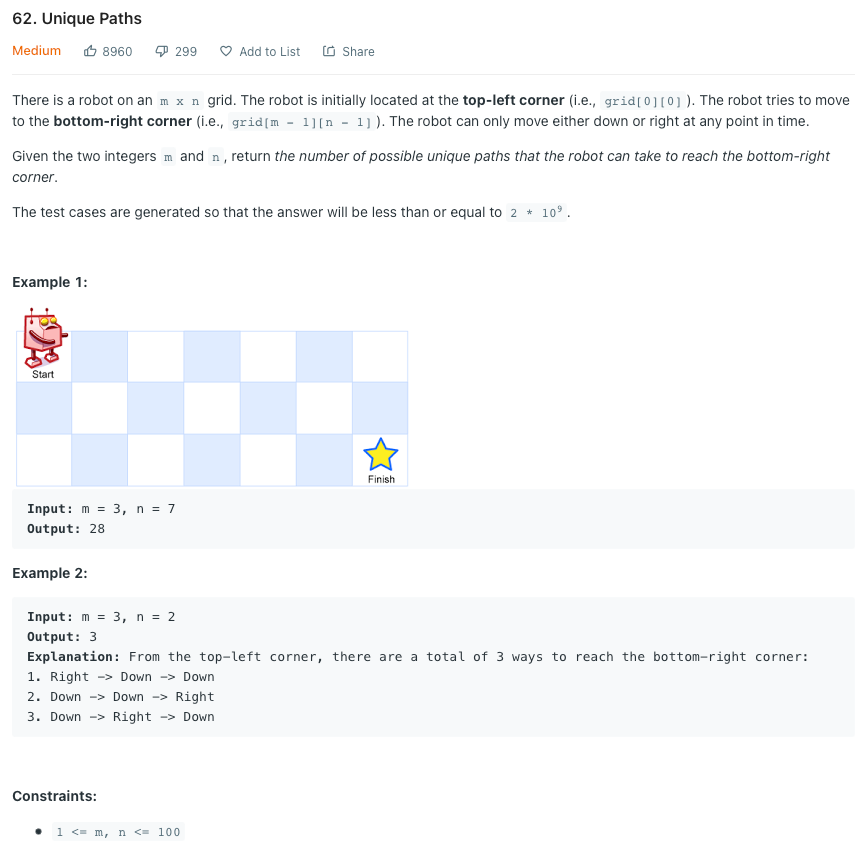 62. Unique Paths
Medium 8960 299 Add to List Share
There is a robot on an m x n grid. The robot is initially located at the top-left corner (i.e., grid[0][0] ). The robot tries to move
to the bottom-right corner (i.e., grid[m - 1][n - 1] ). The robot can only move either down or right at any point in time.
Given the two integers m and n , return the number of possible unique paths that the robot can take to reach the bottom-right
corner.
The test cases are generated so that the answer will be less than or equal to 2 * 10⁹ .
Example 1:
Start
Finish
Input: m = 3, n = 7
Output: 28
Example 2:
Input: m = 3, n = 2
Output: 3
Explanation: From the top-left corner, there are a total of 3 ways to reach the bottom-right corner:
1. Right -> Down -> Down
2. Down -> Down -> Right
3. Down -> Right -> Down
Constraints:
• 1 <= m, n <= 100